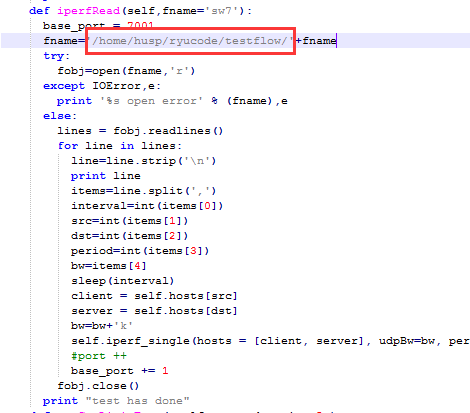 def iperfRead(self,fname='sw7'):
base_port = 7001
fname='/home/husp/ryucode/testflow/'+fname
try:
fobj=open(fname,'r')
except IOError,e:
print '%s open error' % (fname),e
else:
lines = fobj.readlines()
for line in lines:
line=line.strip('\n')
print line
items=line.split(',')
interval=int(items[0])
src=int(items[1])
dst=int(items[2])
period=int(items[3])
bw=items[4]
sleep(interval)
client = self.hosts[src]
server = self.hosts[dst]
bw=bw+'k'
self.iperf_single(hosts = [client, server], udpBw=bw, per
#port ++
base_port += 1
fobj.close()
print "test has done"